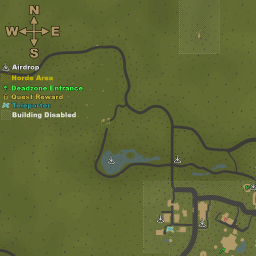 N
W E
S
Airdrop
Horde Area
Deadzone Entrance
Quest Reward
Teleporter
Building Disabled